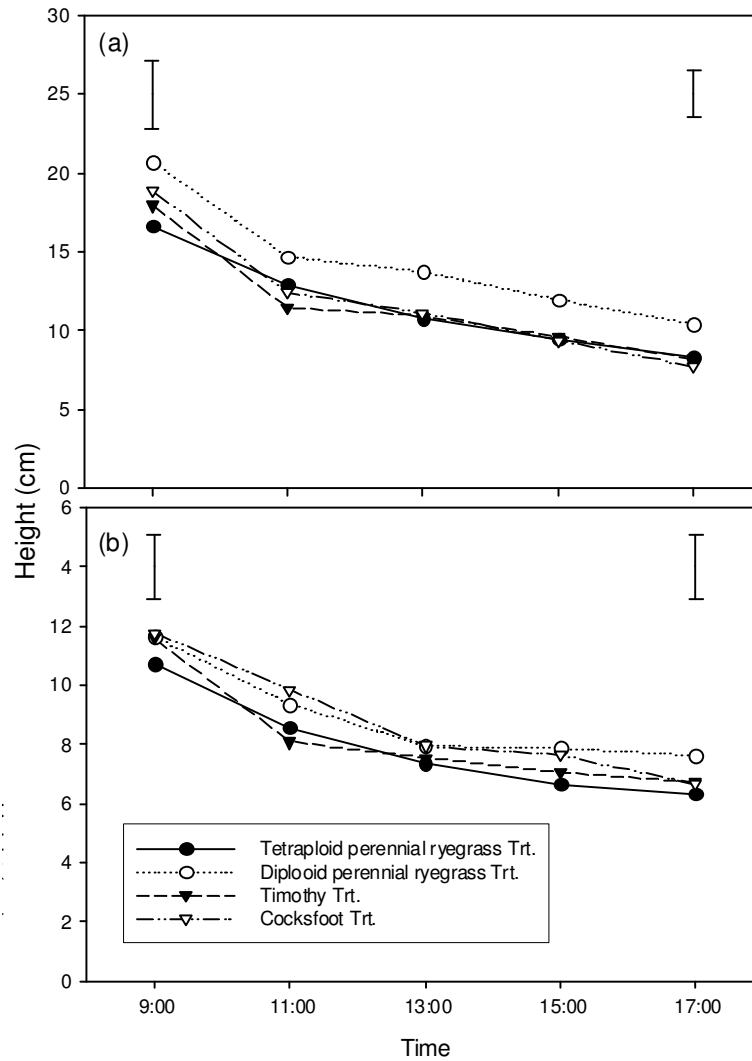 30
(a)
25
20
15
10
5
0
Height (cm)
6
(b)
4
12
10
8
6
4
2
0
Tetraploid perennial ryegrass Trt.
Diplooid perennial ryegrass Trt.
Timothy Trt.
Cocksfoot Trt.
9:00 11:00 13:00 15:00 17:00
Time